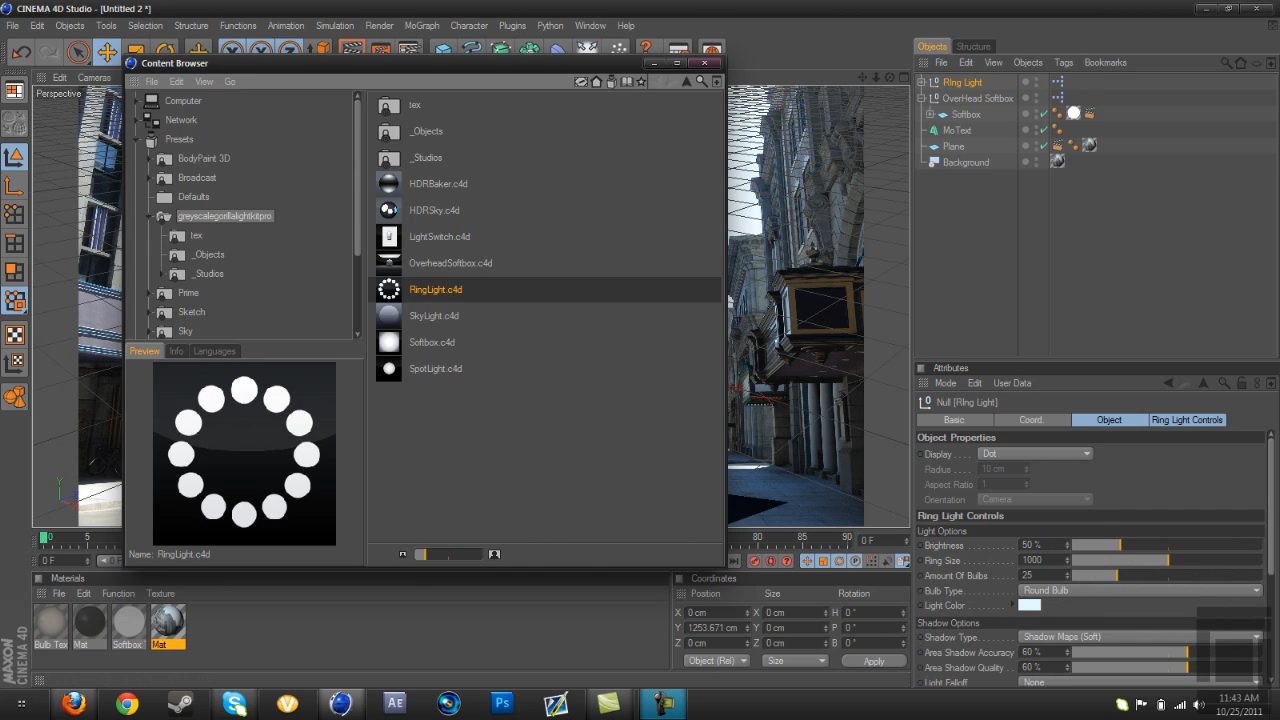 CINEMA 4D Studio - [Untitled 2 *]
File Edit Objects Tools Selection Structure Functions Animation Simulation Render MoGraph Character Plugins Python Window Help
Content Browser
File Edit View Go
Computer
Network
Presets
BodyPaint 3D
Broadcast
Defaults
greyscalegorillalightkitpro
tex
_Objects
_Studios
Prime
Sketch
Sky
tex
_Objects
_Studios
HDRBaker.c4d
HDRSky.c4d
LightSwitch.c4d
OverheadSoftbox.c4d
RingLight.c4d
SkyLight.c4d
Softbox.c4d
SpotLight.c4d
Preview Info Languages
Name: RingLight.c4d
Edit Cameras
Perspective
0 5
80 85 90
0 F
0 F
Materials
File Edit Function Texture
Bulb Tex Mat Softbox Mat
MAXON
CINEMA 4D
Coordinates
Position Size Rotation
X 0 cm X 0 cm H 0 °
Y 1253.671 cm Y 0 cm P 0 °
Z 0 cm Z 0 cm B 0 °
Object (Rel) Size Apply
Objects Structure
File Edit View Objects Tags Bookmarks
RIng Light
OverHead Softbox
Softbox
MoText
Plane
Background
Attributes
Mode Edit User Data
Null [RIng Light]
Basic Coord. Object Ring Light Controls
Object Properties
Display Dot
Radius 10 cm
Aspect Ratio 1
Orientation Camera
Ring Light Controls
Light Options
Brightness 50 %
Ring Size 1000
Amount Of Bulbs 25
Bulb Type Round Bulb
Light Color
Shadow Options
Shadow Type Shadow Maps (Soft)
Area Shadow Accuracy 60 %
Area Shadow Quality 60 %
Light Falloff None
Ae
Ps
11:43 AM
10/25/2011